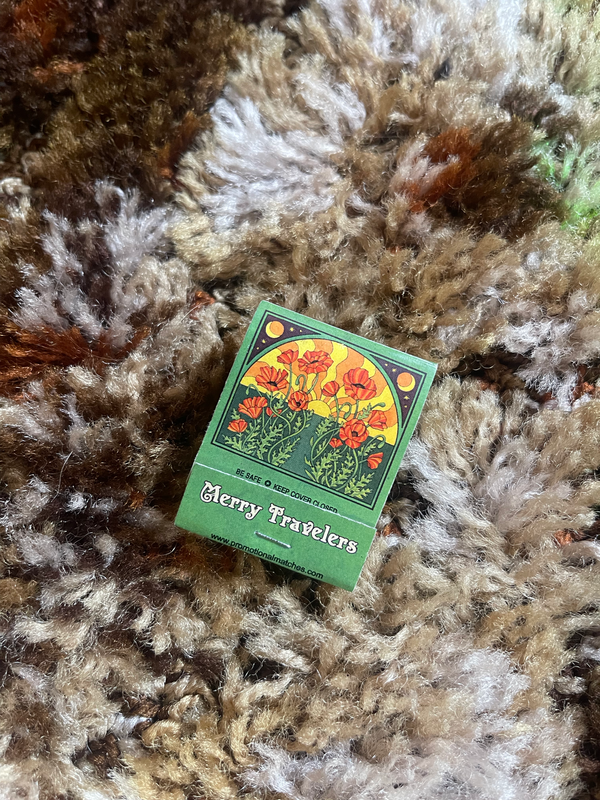 BE SAFE ✪ KEEP COVER CLOSED
Merry Travelers
www.promotionalmatches.com